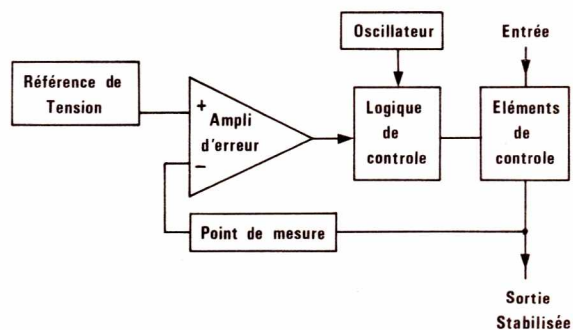 Oscillateur
Entrée
Référence de
Tension
+
Ampli
d'erreur
−
Logique
de
controle
Eléments
de
controle
Point de mesure
Sortie
Stabilisée